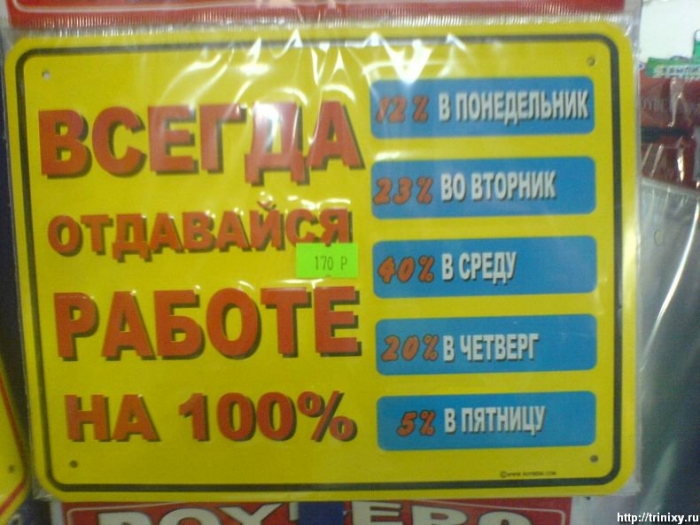 ВСЕГДА
ОТДАВАЙСЯ
РАБОТЕ
НА 100%
12% В ПОНЕДЕЛЬНИК
23% ВО ВТОРНИК
40% В СРЕДУ
20% В ЧЕТВЕРГ
5% В ПЯТНИЦУ
170 Р
http://trinixy.ru